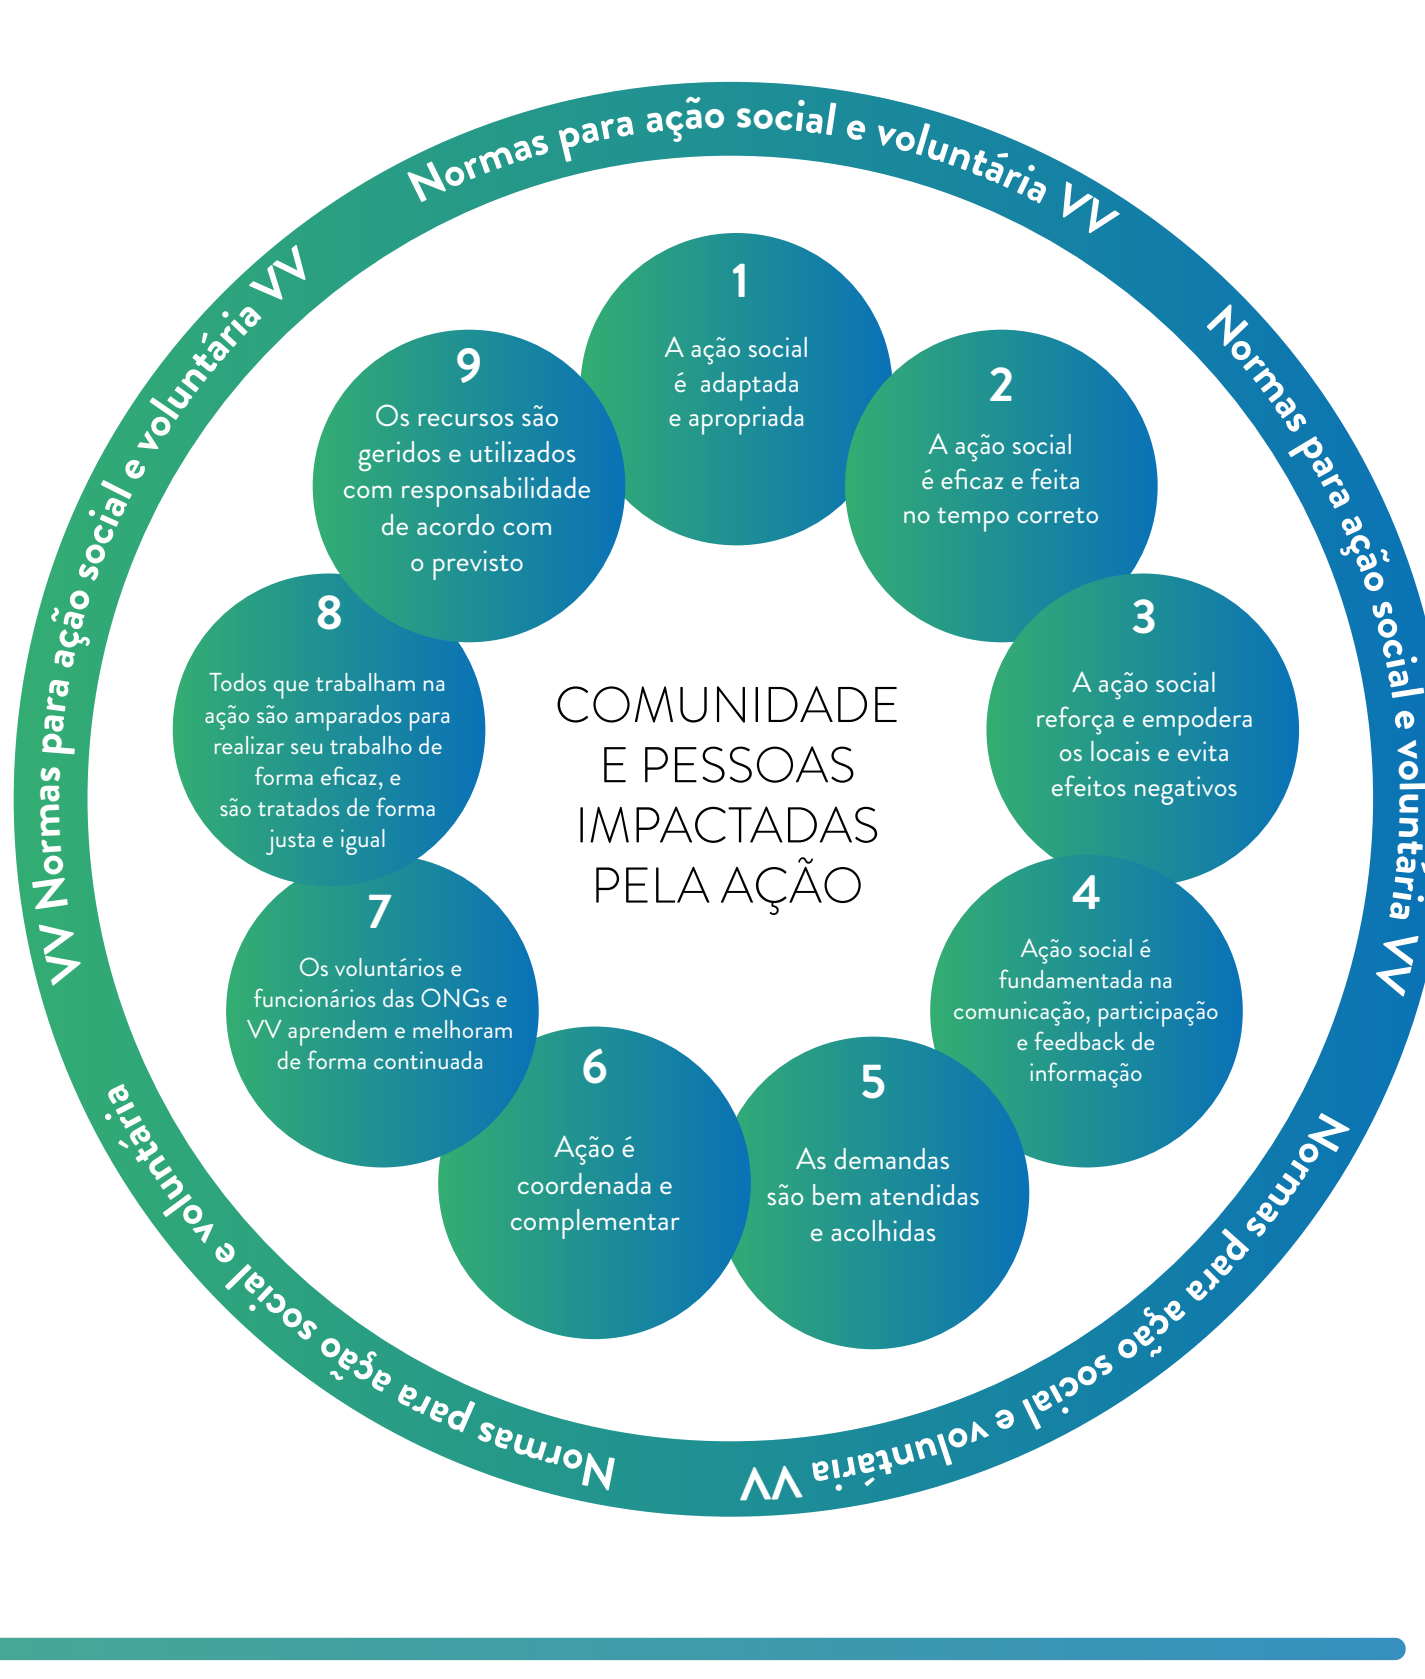 Normas para ação social e voluntária VV
Normas para ação social e voluntária VV
Normas para ação social e voluntária VV
Normas para ação social e voluntária
VV Normas para ação social e voluntária VV
1
A ação social
é adaptada
e apropriada
2
A ação social
é eficaz e feita
no tempo correto
3
A ação social
reforça e empodera
os locais e evita
efeitos negativos
4
Ação social é
fundamentada na
comunicação, participação
e feedback de
informação
5
As demandas
são bem atendidas
e acolhidas
6
Ação é
coordenada e
complementar
7
Os voluntários e
funcionários das ONGs e
VV aprendem e melhoram
de forma continuada
8
Todos que trabalham na
ação são amparados para
realizar seu trabalho de
forma eficaz, e
são tratados de forma
justa e igual
9
Os recursos são
geridos e utilizados
com responsabilidade
de acordo com
o previsto
COMUNIDADE
E PESSOAS
IMPACTADAS
PELA AÇÃO